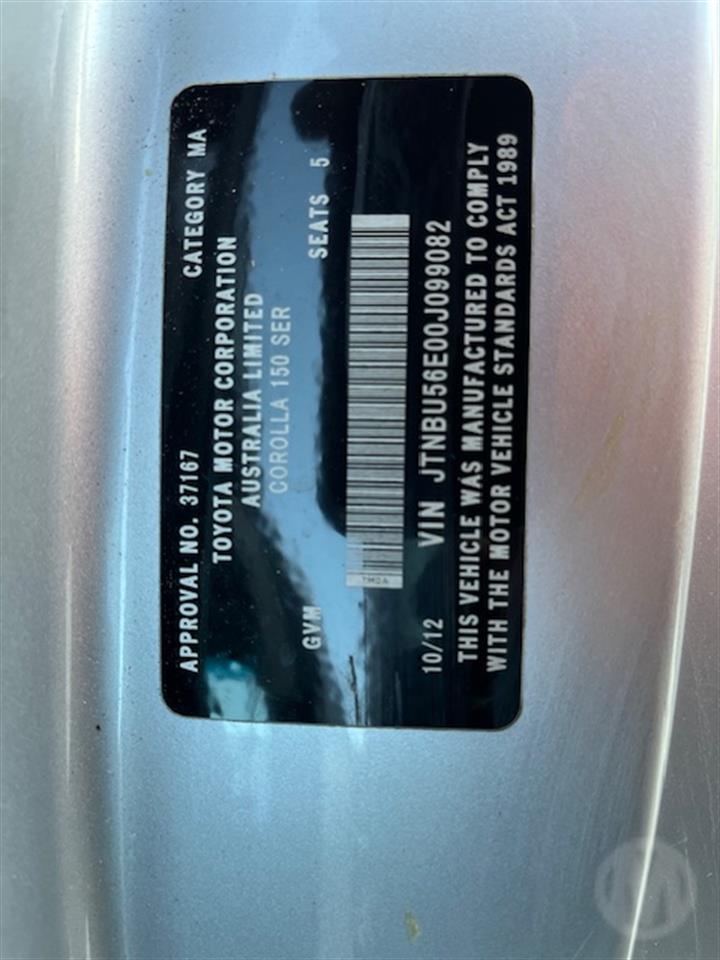 APPROVAL NO. 37167 CATEGORY MA
TOYOTA MOTOR CORPORATION
AUSTRALIA LIMITED
COROLLA 150 SER
GVM SEATS 5
TMCA
10/12 VIN JTNBU56E00J099082
THIS VEHICLE WAS MANUFACTURED TO COMPLY
WITH THE MOTOR VEHICLE STANDARDS ACT 1989